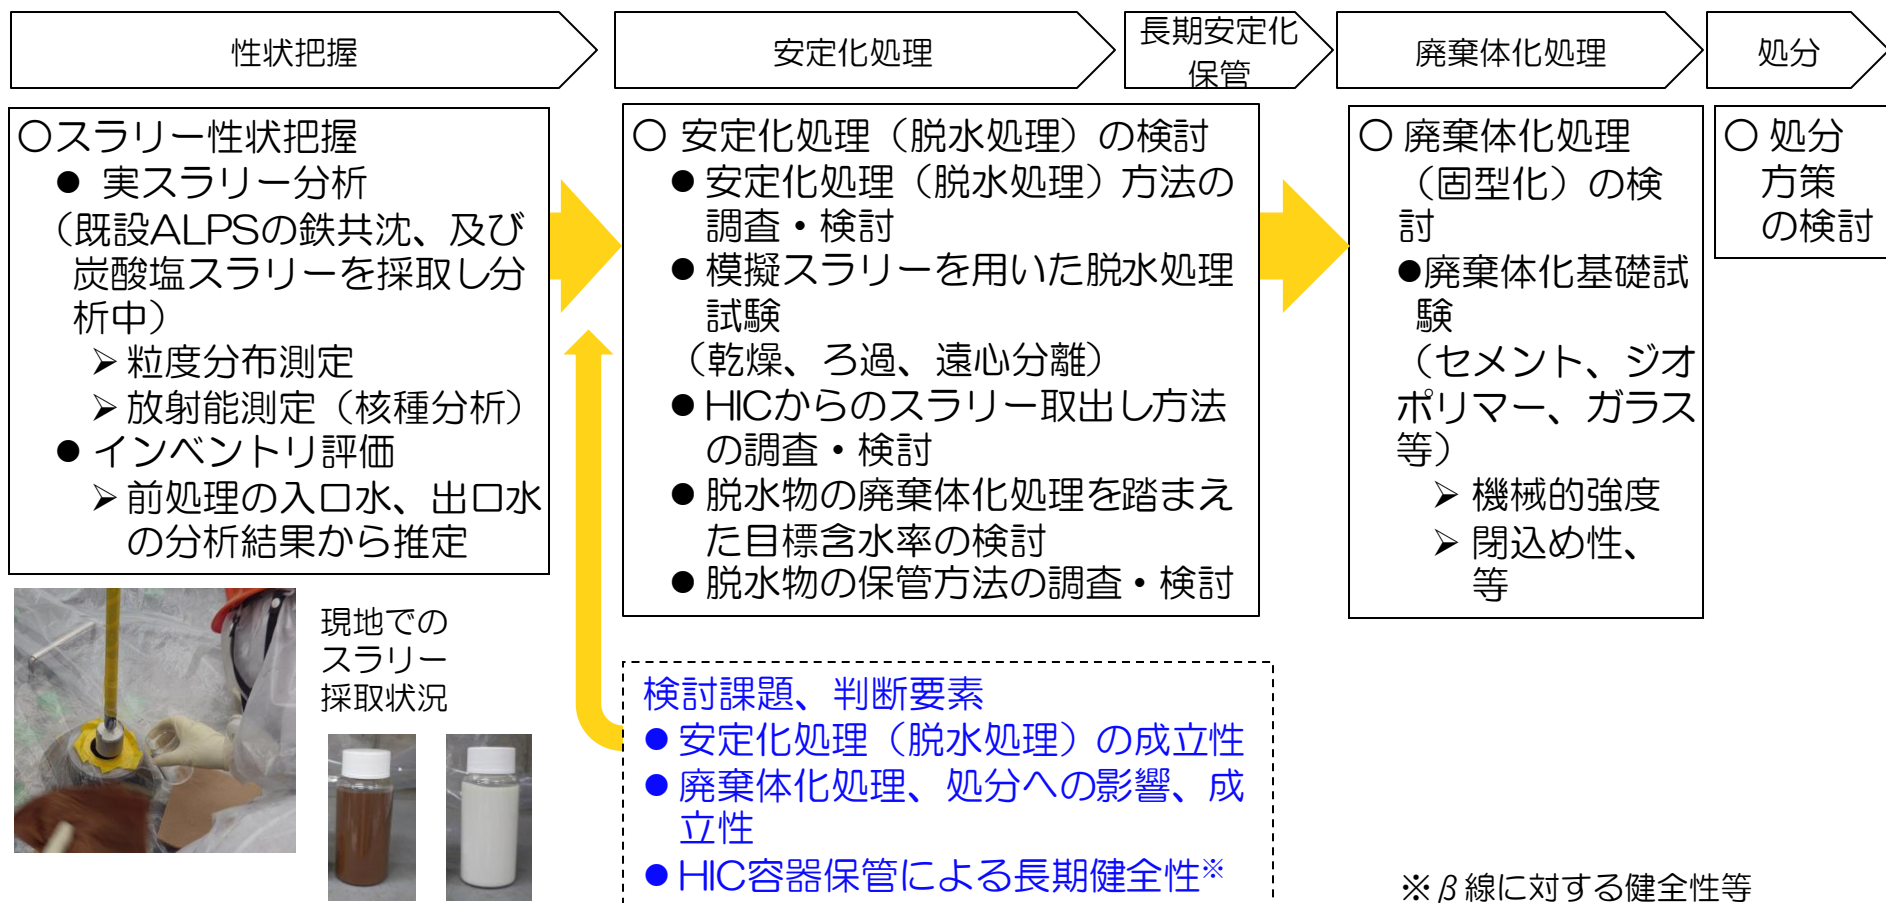 性状把握
安定化処理
長期安定化
保管
廃棄体化処理
処分
〇スラリー性状把握
● 実スラリー分析
（既設ALPSの鉄共沈、及び
炭酸塩スラリーを採取し分
析中）
➢ 粒度分布測定
➢ 放射能測定（核種分析）
● インベントリ評価
➢ 前処理の入口水、出口水
の分析結果から推定
〇 安定化処理（脱水処理）の検討
● 安定化処理（脱水処理）方法の
調査・検討
● 模擬スラリーを用いた脱水処理
試験
（乾燥、ろ過、遠心分離）
● HICからのスラリー取出し方法
の調査・検討
● 脱水物の廃棄体化処理を踏まえ
た目標含水率の検討
● 脱水物の保管方法の調査・検討
〇 廃棄体化処理
（固型化）の検
討
●廃棄体化基礎試
験
（セメント、ジオ
ポリマー、ガラス
等）
➢ 機械的強度
➢ 閉込め性、
等
〇 処分
方策
の検討
現地での
スラリー
採取状況
検討課題、判断要素
● 安定化処理（脱水処理）の成立性
● 廃棄体化処理、処分への影響、成
立性
● HIC容器保管による長期健全性※
※β線に対する健全性等